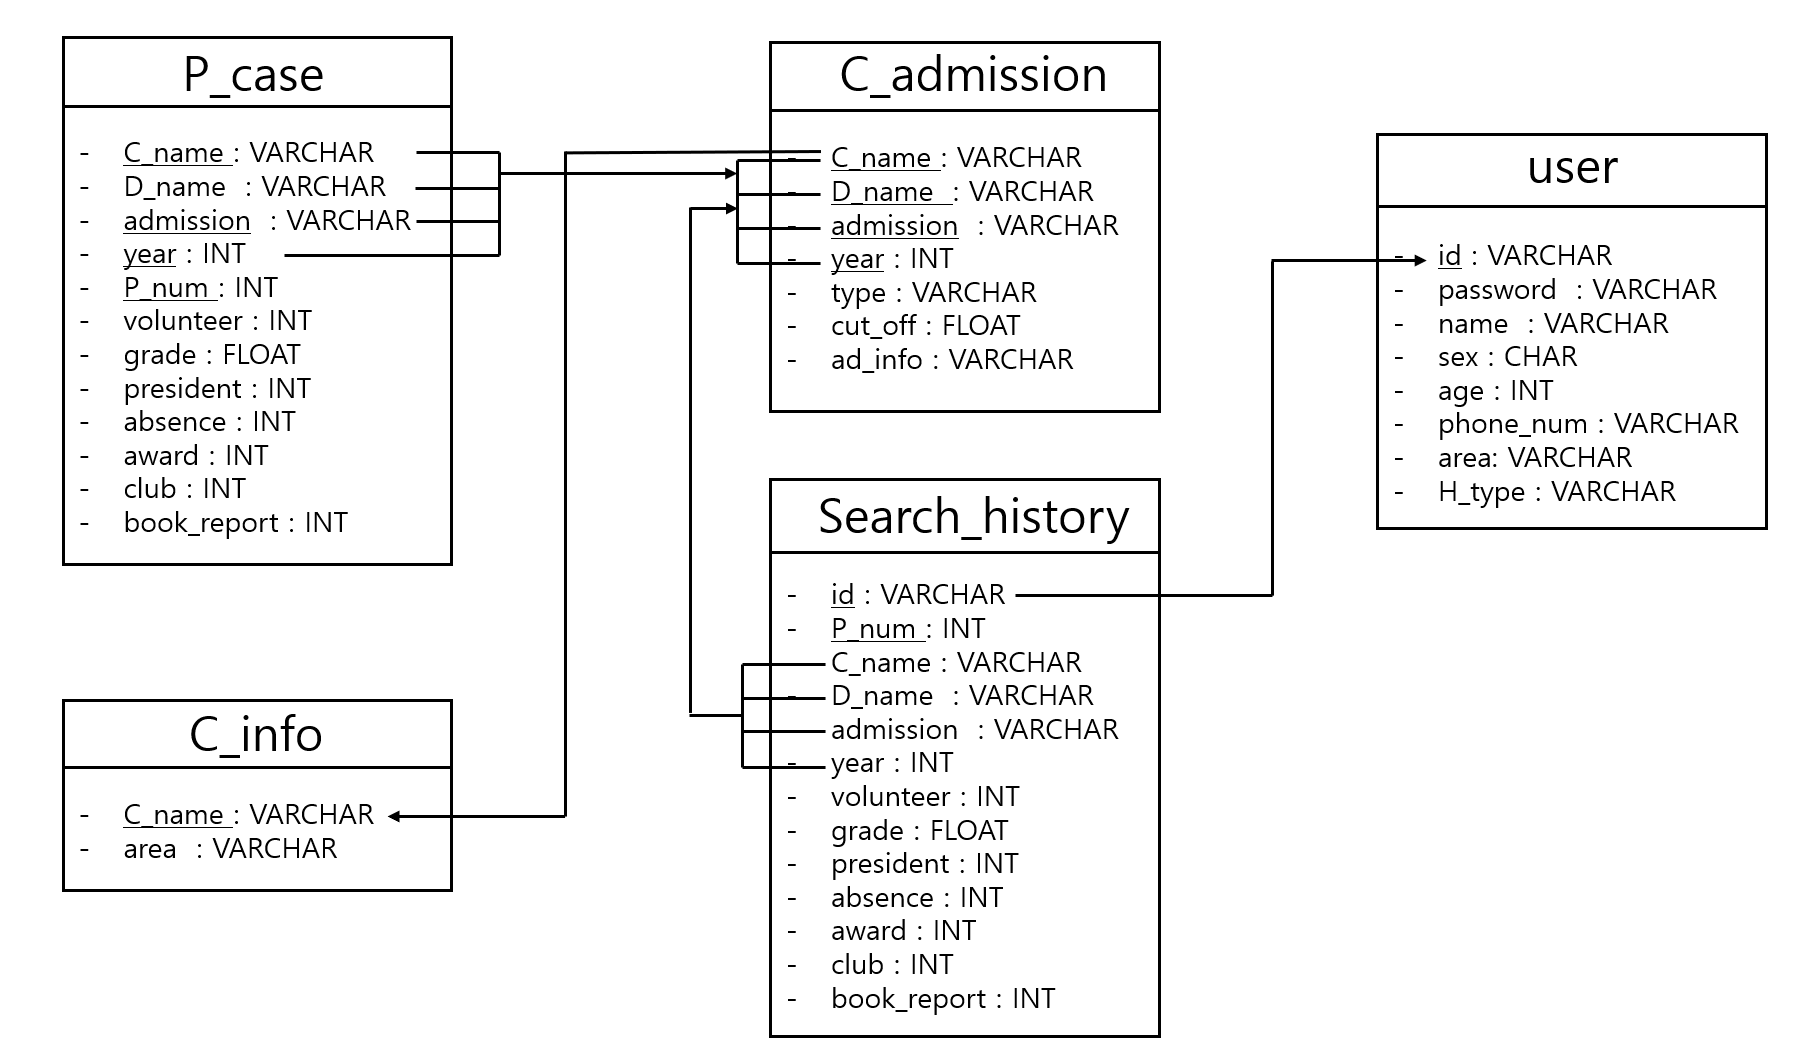 P_case
- C_name : VARCHAR
- D_name : VARCHAR
- admission : VARCHAR
- year : INT
- P_num : INT
- volunteer : INT
- grade : FLOAT
- president : INT
- absence : INT
- award : INT
- club : INT
- book_report : INT
C_admission
- C_name : VARCHAR
- D_name : VARCHAR
- admission : VARCHAR
- year : INT
- type : VARCHAR
- cut_off : FLOAT
- ad_info : VARCHAR
user
- id : VARCHAR
- password : VARCHAR
- name : VARCHAR
- sex : CHAR
- age : INT
- phone_num : VARCHAR
- area: VARCHAR
- H_type : VARCHAR
Search_history
- id : VARCHAR
- P_num : INT
- C_name : VARCHAR
- D_name : VARCHAR
- admission : VARCHAR
- year : INT
- volunteer : INT
- grade : FLOAT
- president : INT
- absence : INT
- award : INT
- club : INT
- book_report : INT
C_info
- C_name : VARCHAR
- area : VARCHAR